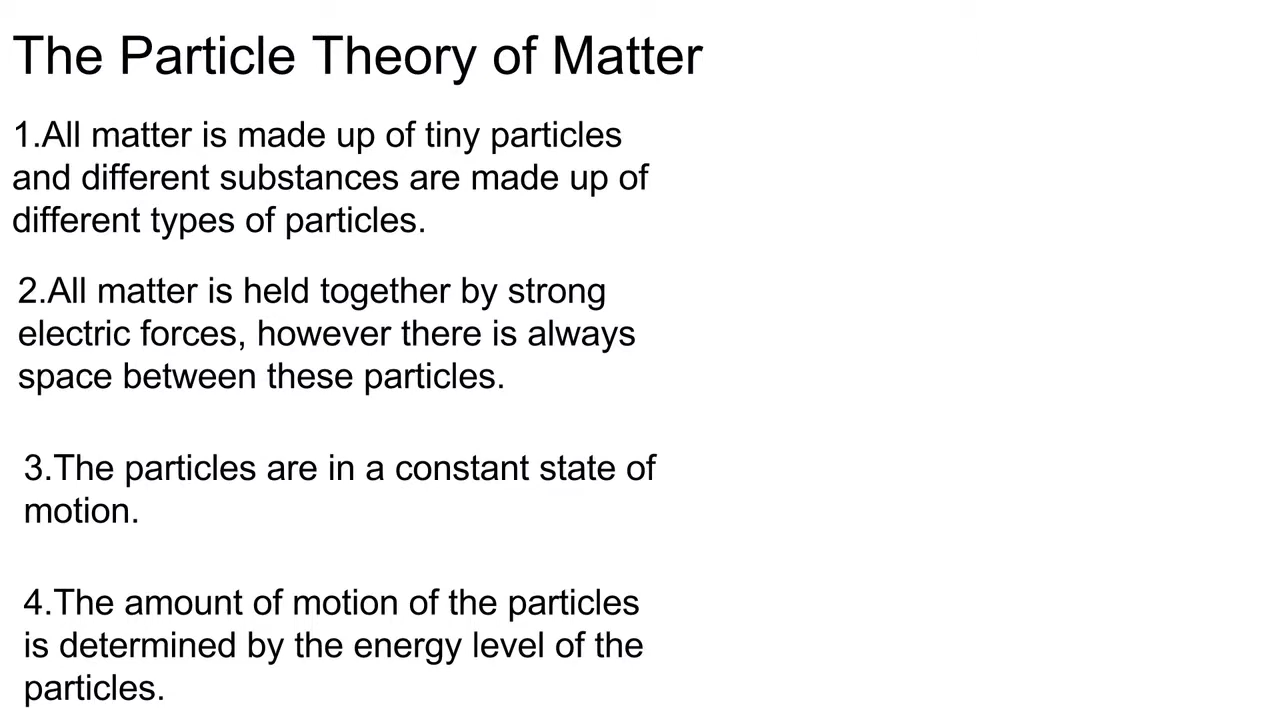 The Particle Theory of Matter
1.All matter is made up of tiny particles
and different substances are made up of
different types of particles.
2.All matter is held together by strong
electric forces, however there is always
space between these particles.
3.The particles are in a constant state of
motion.
4.The amount of motion of the particles
is determined by the energy level of the
particles.